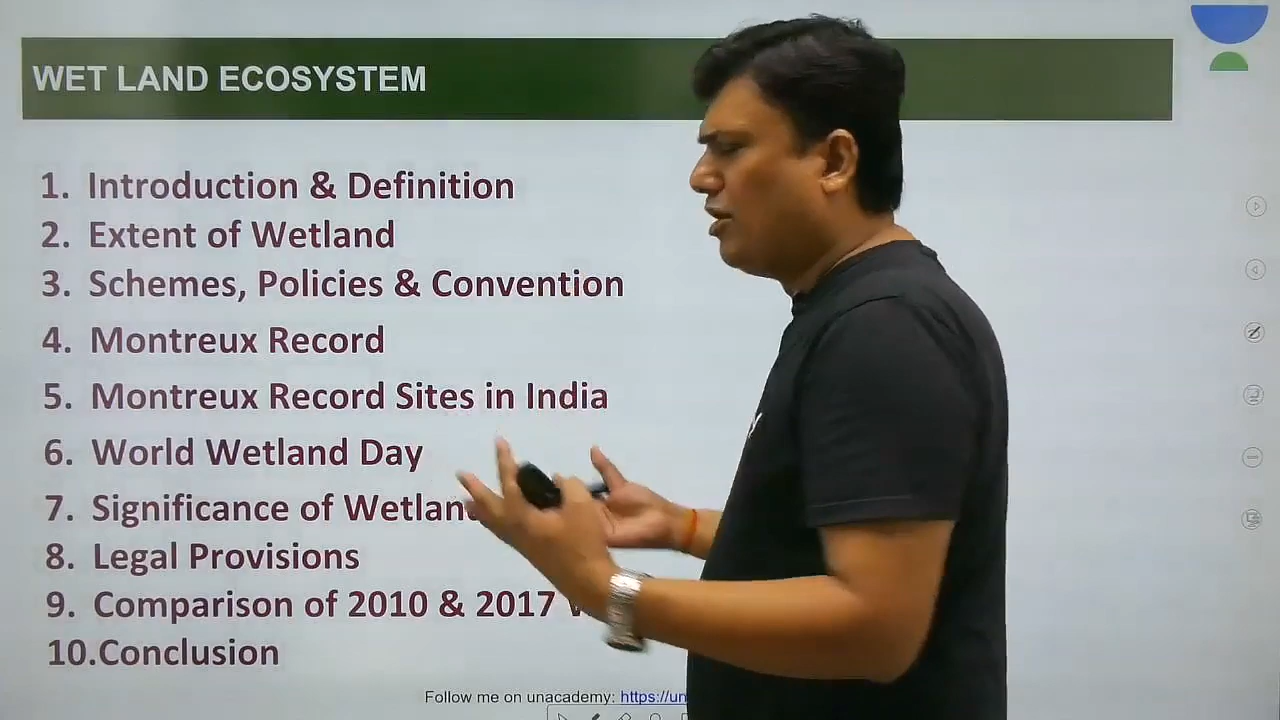 WET LAND ECOSYSTEM
1. Introduction & Definition
2. Extent of Wetland
3. Schemes, Policies & Convention
4. Montreux Record
5. Montreux Record Sites in India
6. World Wetland Day
7. Significance of
8. Legal Provisions
9. Comparison of 2010 & 2017
10.Conclusion
Follow me on unacademy: